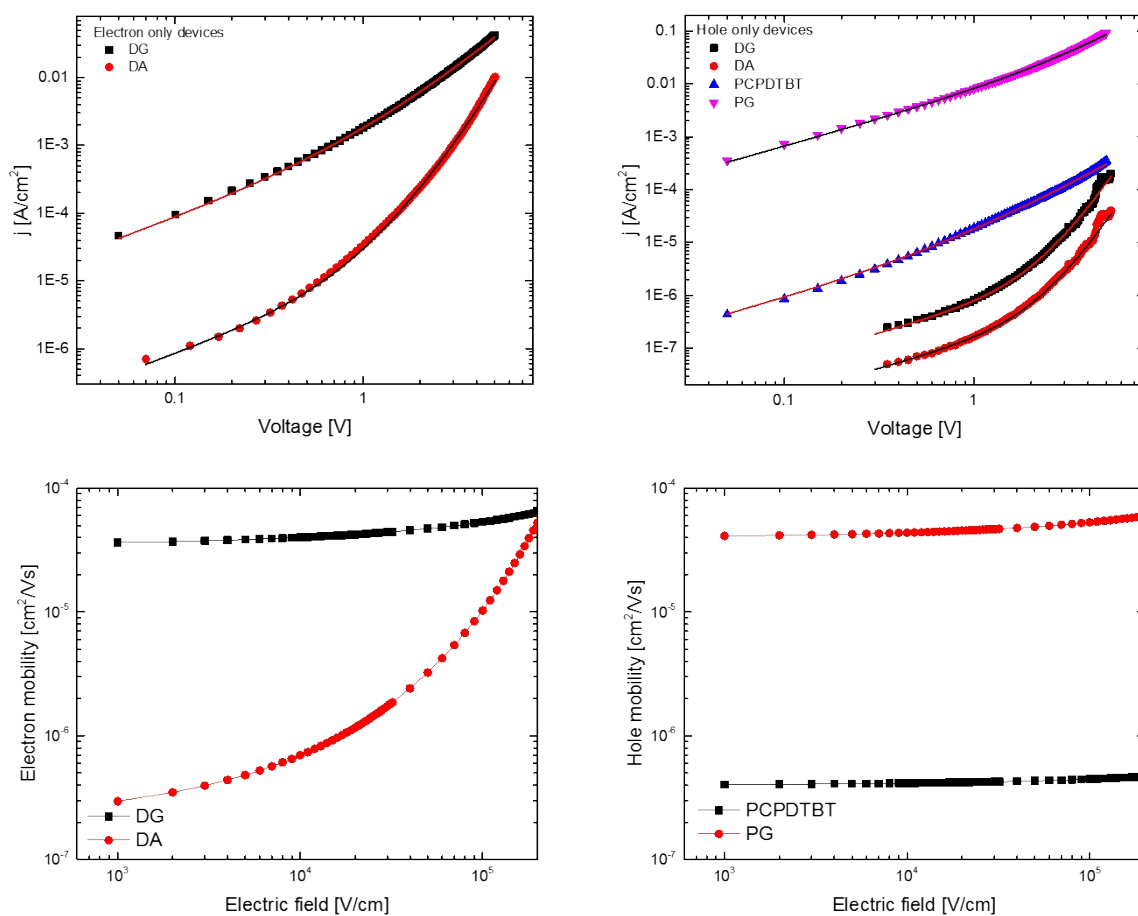 Electron only devices
DG
DA
0.01
1E-3
1E-4
1E-5
1E-6
j [A/cm²]
0.1
1
Voltage [V]
Hole only devices
DG
DA
PCPDTBT
PG
0.1
0.01
1E-3
1E-4
1E-5
1E-6
1E-7
j [A/cm²]
0.1
1
Voltage [V]
10⁻⁴
10⁻⁵
10⁻⁶
10⁻⁷
Electron mobility [cm²/Vs]
DG
DA
10³
10⁴
10⁵
Electric field [V/cm]
10⁻⁴
10⁻⁵
10⁻⁶
10⁻⁷
Hole mobility [cm²/Vs]
PCPDTBT
PG
10³
10⁴
10⁵
Electric field [V/cm]